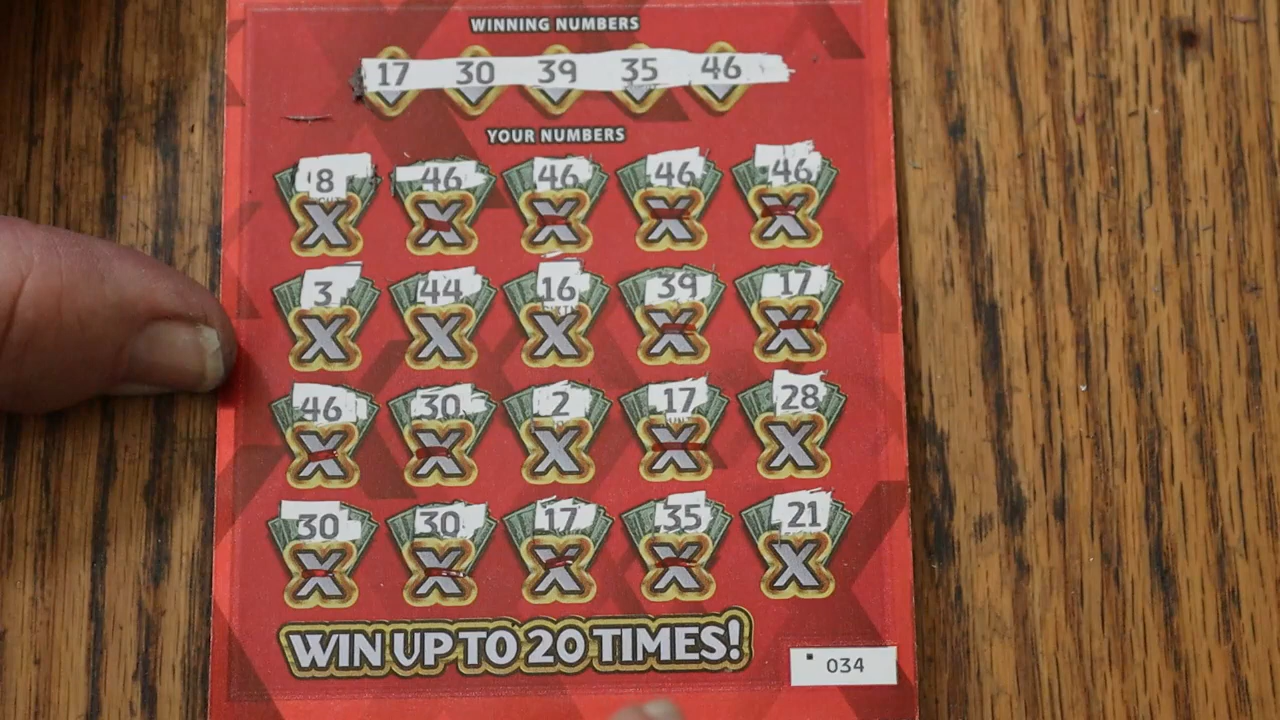 WINNING NUMBERS
17 30 39 35 46
YOUR NUMBERS
8 46 46 46 46
X X X X X
3 44 16 39 17
X X X X X
46 30 2 17 28
X X X X X
30 30 17 35 21
X X X X X
WIN UP TO 20 TIMES!
034